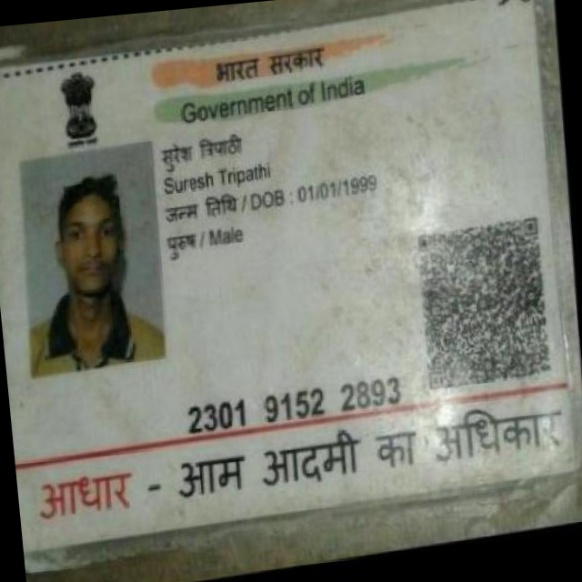 भारत सरकार
Government of India
सुरेश त्रिपाठी
Suresh Tripathi
जन्म तिथि / DOB : 01/01/1999
पुरुष / Male
2301 9152 2893
आधार - आम आदमी का अधिकार